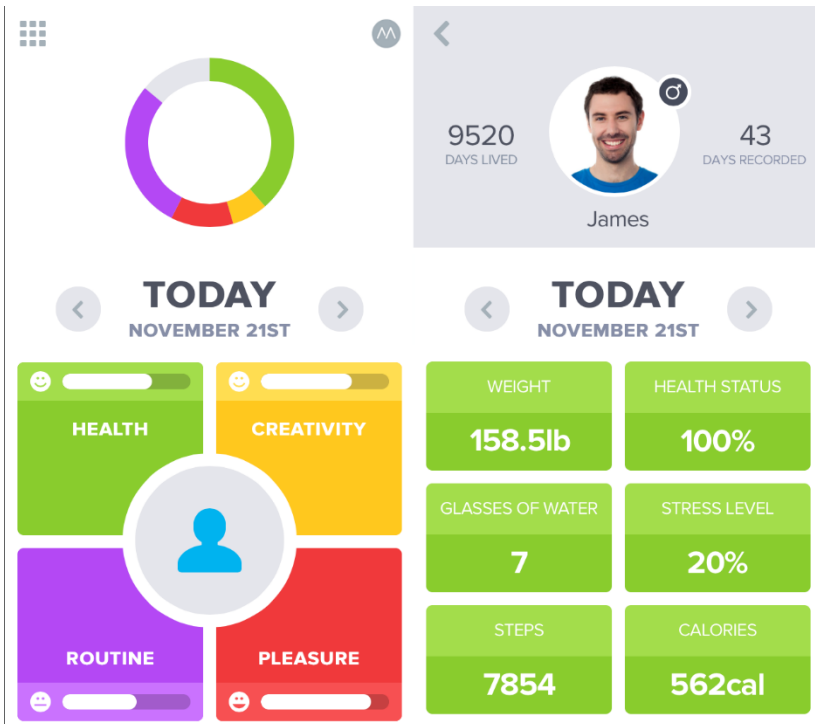 TODAY
NOVEMBER 21ST
HEALTH
CREATIVITY
ROUTINE
PLEASURE
9520
DAYS LIVED
43
DAYS RECORDED
James
TODAY
NOVEMBER 21ST
WEIGHT
158.5lb
HEALTH STATUS
100%
GLASSES OF WATER
7
STRESS LEVEL
20%
STEPS
7854
CALORIES
562cal